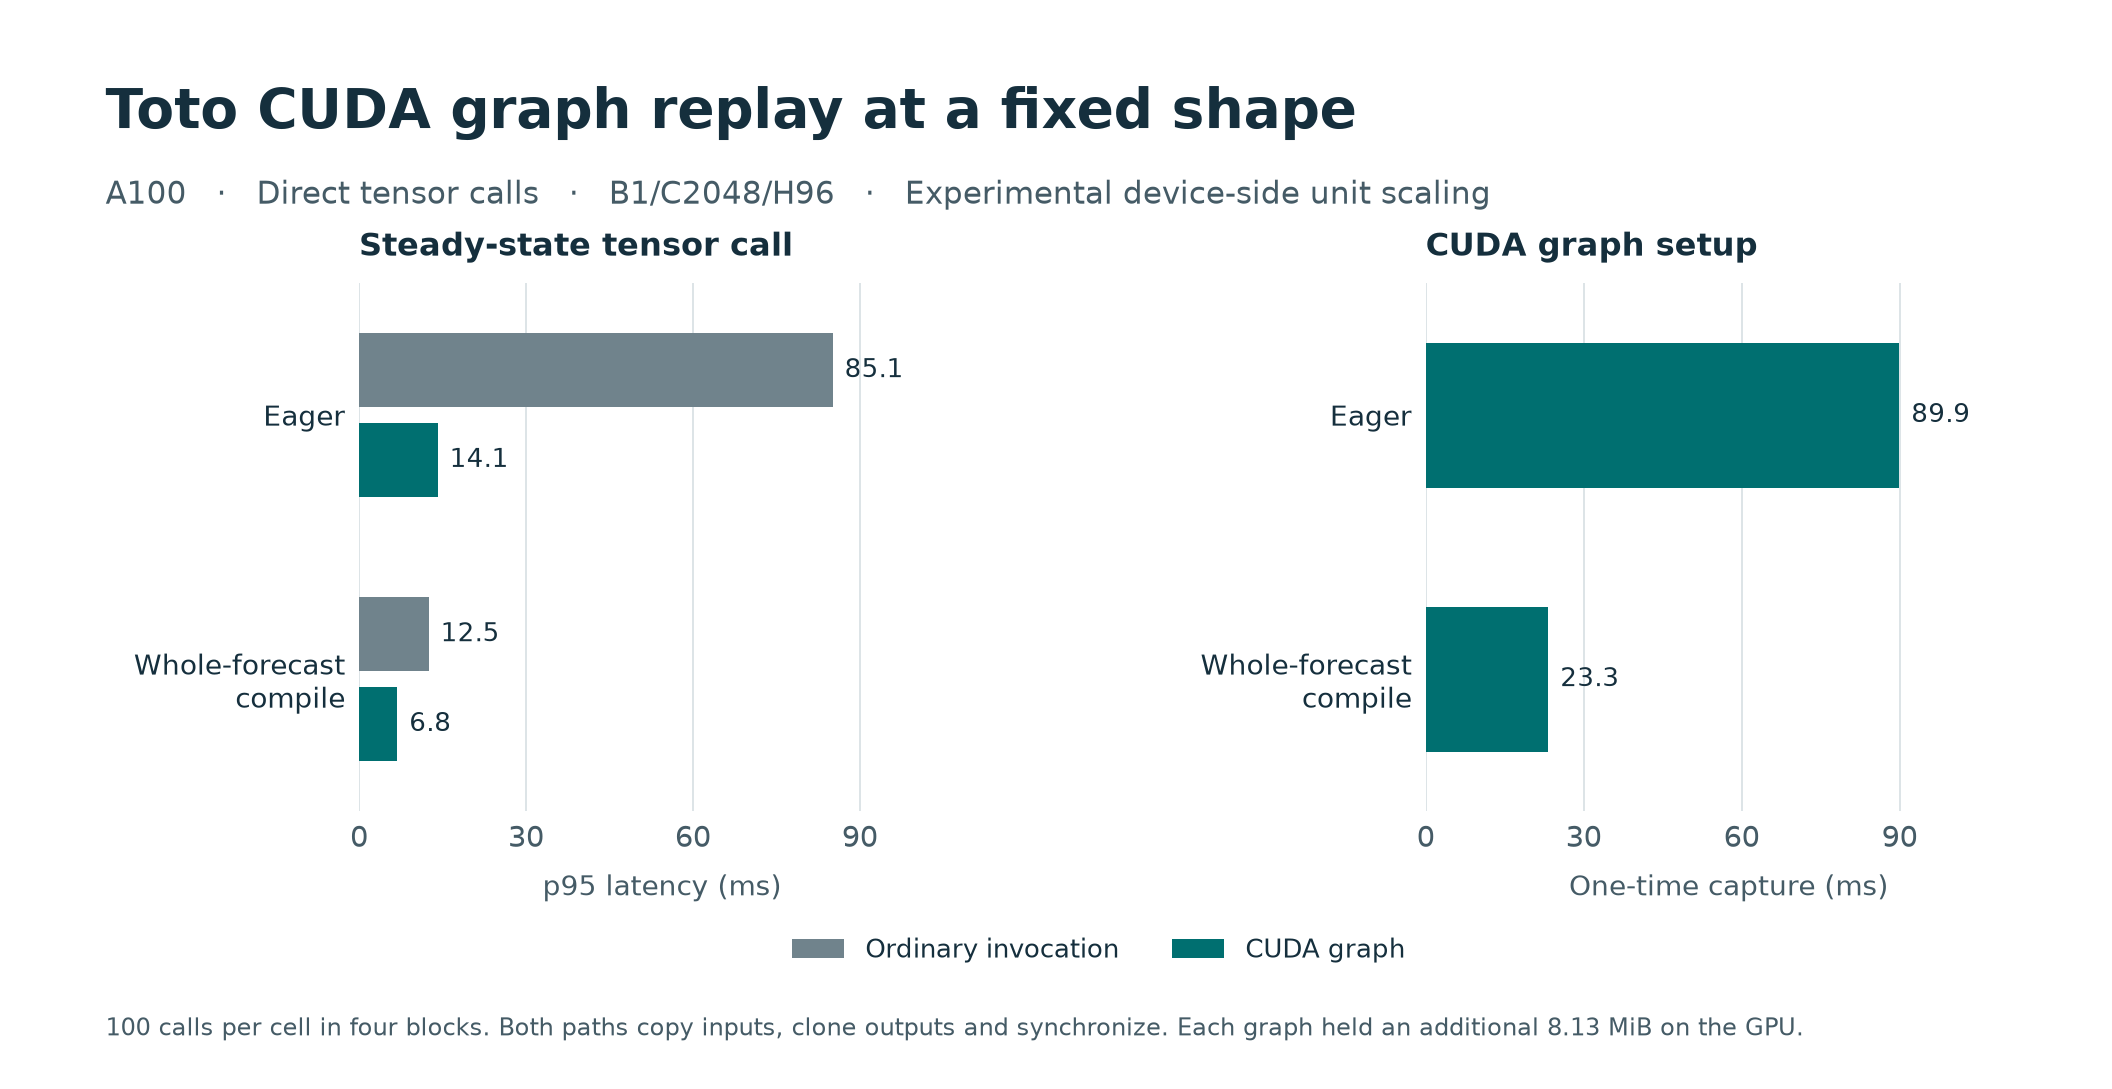 Toto CUDA graph replay at a fixed shape
A100 · Direct tensor calls · B1/C2048/H96 · Experimental device-side unit scaling
Steady-state tensor call
Eager
85.1
14.1
Whole-forecast
compile
12.5
6.8
0 30 60 90
p95 latency (ms)
CUDA graph setup
Eager
89.9
Whole-forecast
compile
23.3
0 30 60 90
One-time capture (ms)
Ordinary invocation CUDA graph
100 calls per cell in four blocks. Both paths copy inputs, clone outputs and synchronize. Each graph held an additional 8.13 MiB on the GPU.